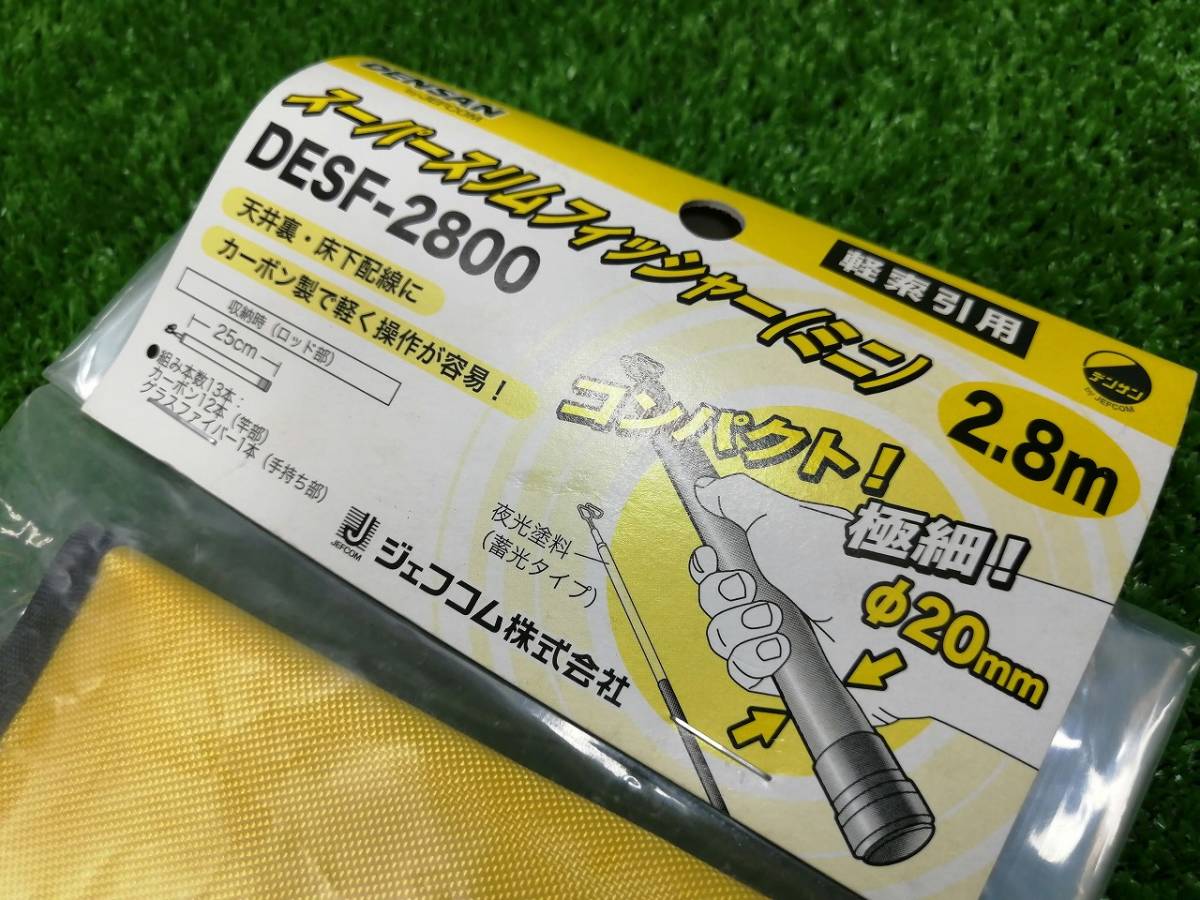 DENSAN
by JEFCOM
スーパースリムフィッシャー(ミニ)
軽索引用
デンサン
by JEFCOM
DESF-2800
2.8m
天井裏・床下配線に
カーボン製で軽く操作が容易！
収納時（ロッド部）
25cm
●組み本数13本：
カーボン12本（竿部）
グラスファイバー1本（手持ち部）
コンパクト！
極細！
φ20mm
夜光塗料
(蓄光タイプ)
JEFCOM
ジェフコム株式会社